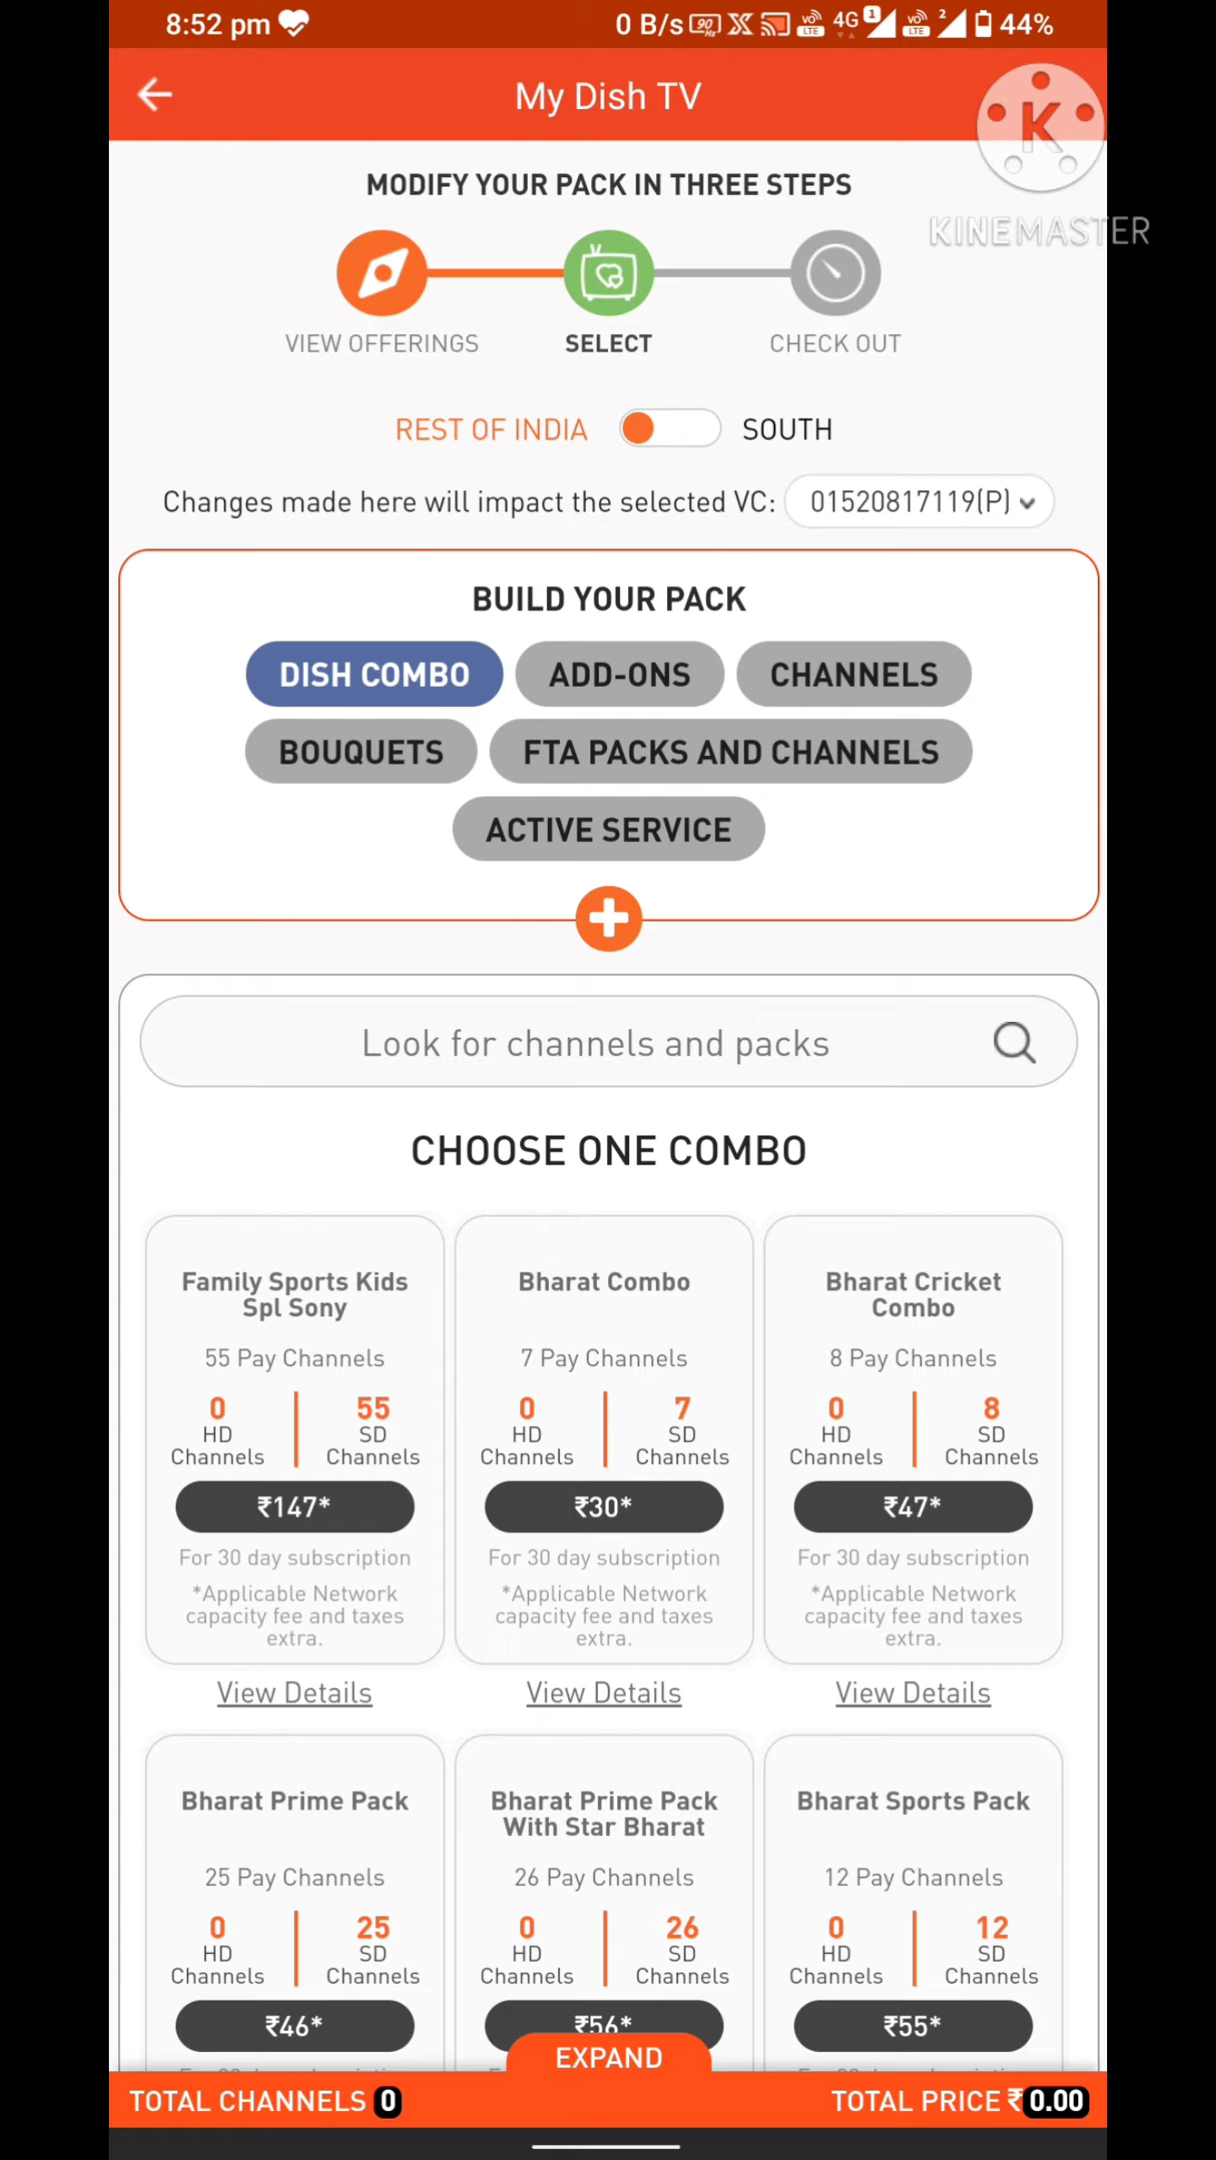 8:52 pm 0 B/s 90 Hz VO LTE 4G 1 VO LTE 2 44%
My Dish TV
K
KINEMASTER
MODIFY YOUR PACK IN THREE STEPS
VIEW OFFERINGS SELECT CHECK OUT
REST OF INDIA SOUTH
Changes made here will impact the selected VC: 01520817119(P)
BUILD YOUR PACK
DISH COMBO ADD-ONS CHANNELS
BOUQUETS FTA PACKS AND CHANNELS
ACTIVE SERVICE
Look for channels and packs
CHOOSE ONE COMBO
Family Sports Kids
Spl Sony
55 Pay Channels
0 55
HD SD
Channels Channels
₹147*
For 30 day subscription
*Applicable Network
capacity fee and taxes
extra.
View Details
Bharat Combo
7 Pay Channels
0 7
HD SD
Channels Channels
₹30*
For 30 day subscription
*Applicable Network
capacity fee and taxes
extra.
View Details
Bharat Cricket
Combo
8 Pay Channels
0 8
HD SD
Channels Channels
₹47*
For 30 day subscription
*Applicable Network
capacity fee and taxes
extra.
View Details
Bharat Prime Pack
25 Pay Channels
0 25
HD SD
Channels Channels
₹46*
Bharat Prime Pack
With Star Bharat
26 Pay Channels
0 26
HD SD
Channels Channels
₹56*
Bharat Sports Pack
12 Pay Channels
0 12
HD SD
Channels Channels
₹55*
EXPAND
TOTAL CHANNELS 0 TOTAL PRICE ₹0.00